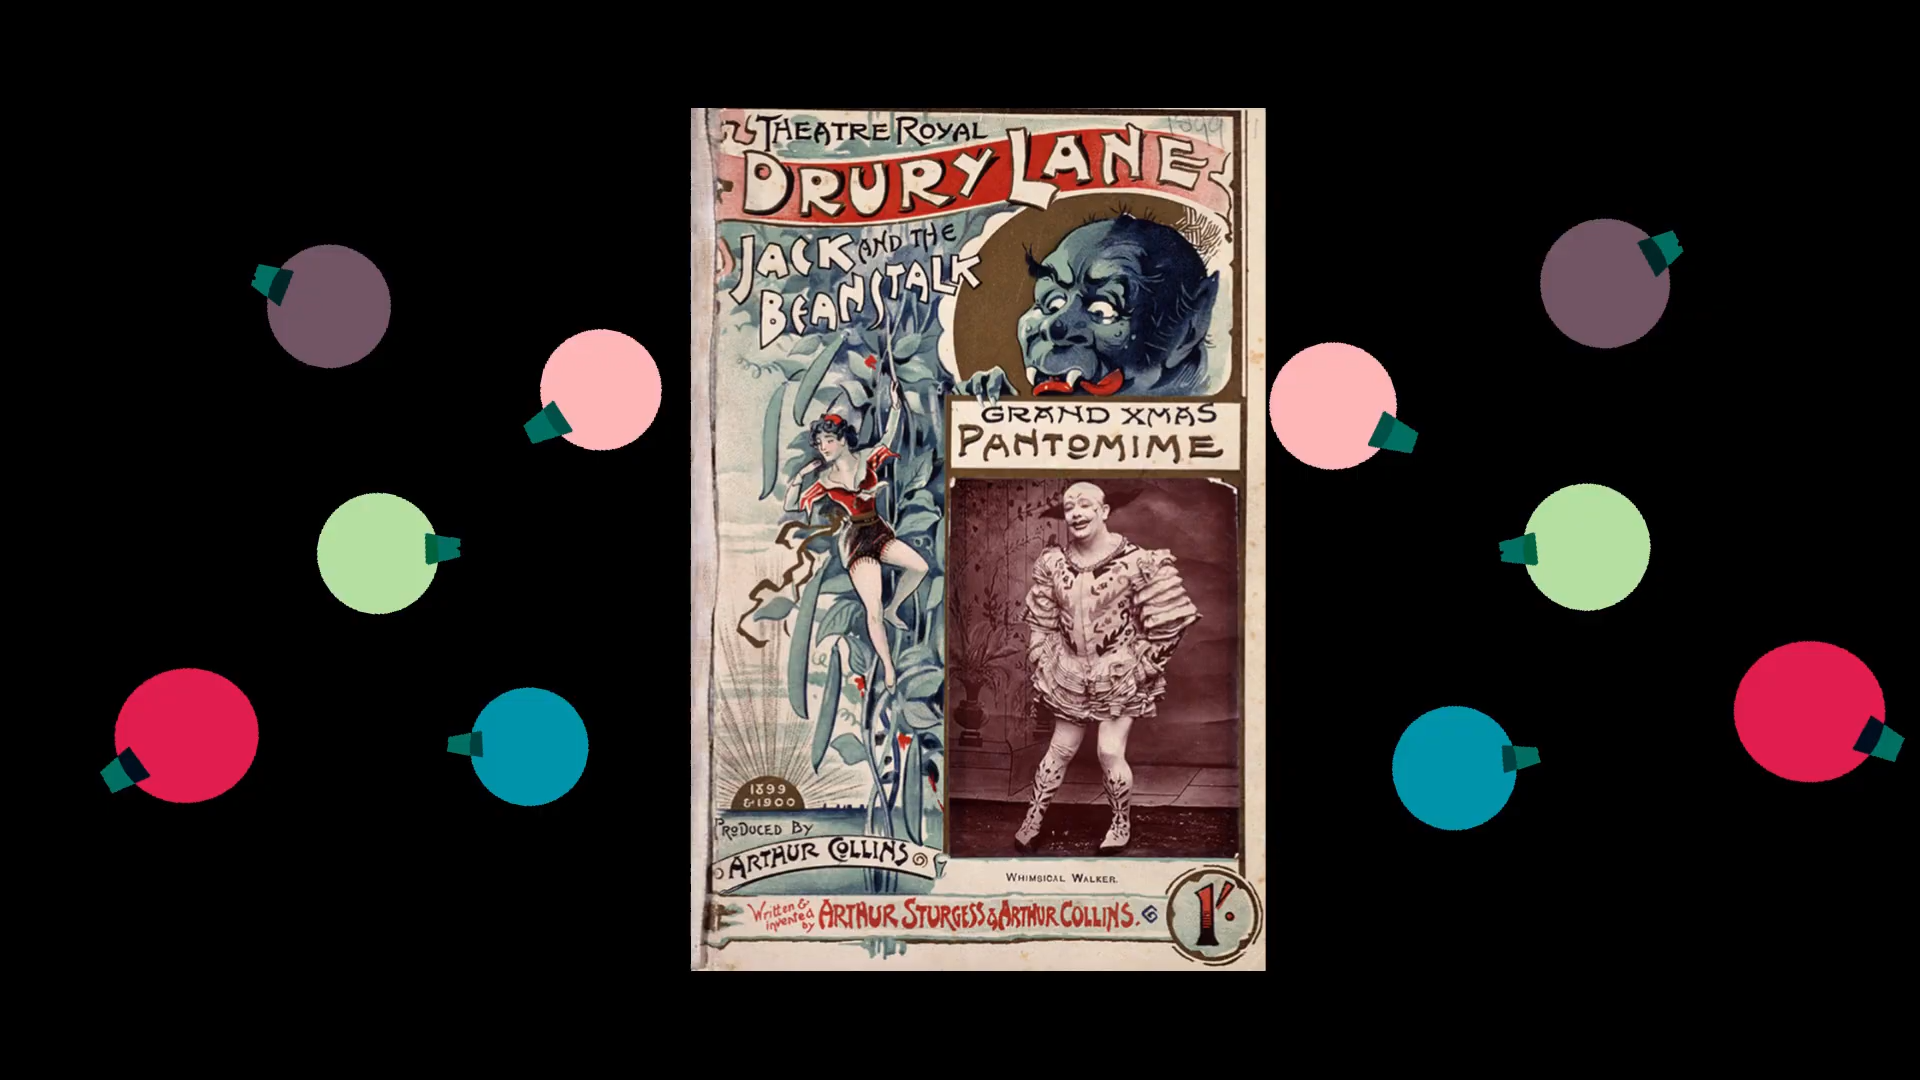 1899
THEATRE ROYAL
DRURY LANE
JACK AND THE
BEANSTALK
GRAND XMAS
PANTOMIME
1899
& 1900
PRODUCED BY
ARTHUR COLLINS
WHIMSICAL WALKER.
Written &
invented
by ARTHUR STURGESS & ARTHUR COLLINS.
1/-